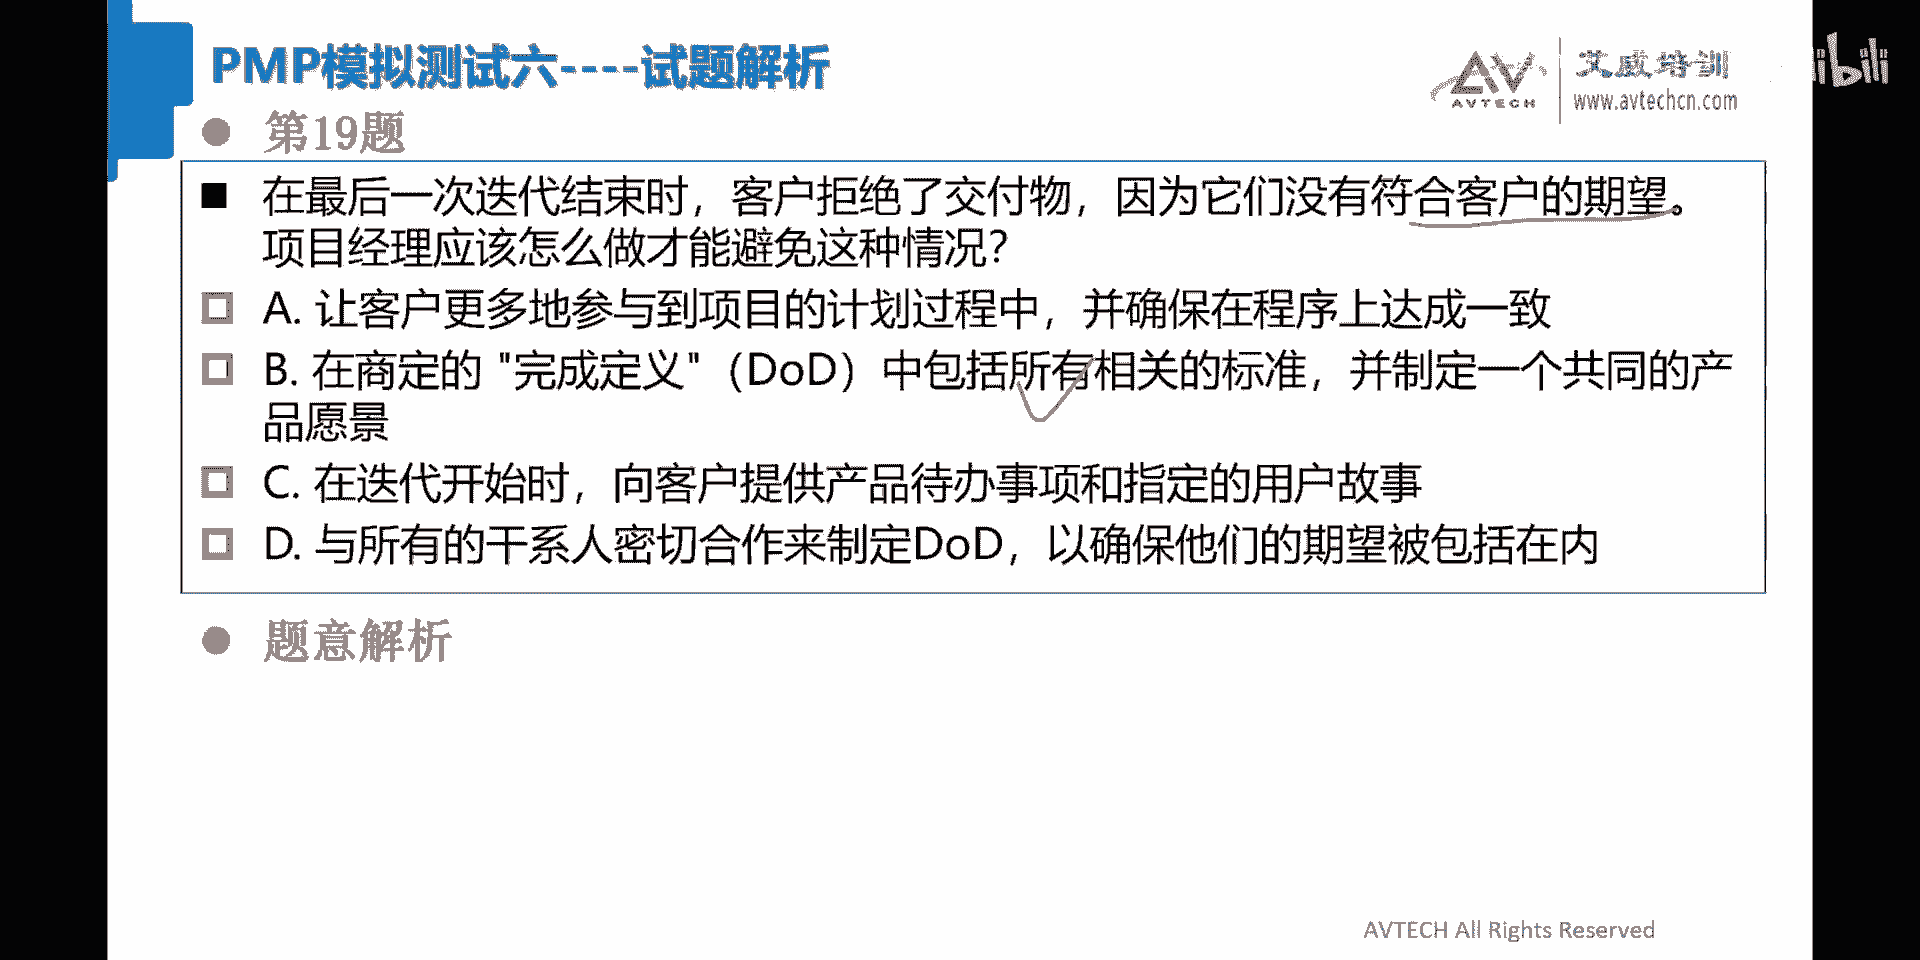 PMP模拟测试六----试题解析
AVTECH
艾威培训
www.avtechcn.com
第19题
在最后一次迭代结束时，客户拒绝了交付物，因为它们没有符合客户的期望。
项目经理应该怎么做才能避免这种情况？
A. 让客户更多地参与到项目的计划过程中，并确保在程序上达成一致
B. 在商定的 "完成定义"（DoD）中包括所有相关的标准，并制定一个共同的产
品愿景
C. 在迭代开始时，向客户提供产品待办事项和指定的用户故事
D. 与所有的干系人密切合作来制定DoD，以确保他们的期望被包括在内
题意解析
AVTECH All Rights Reserved